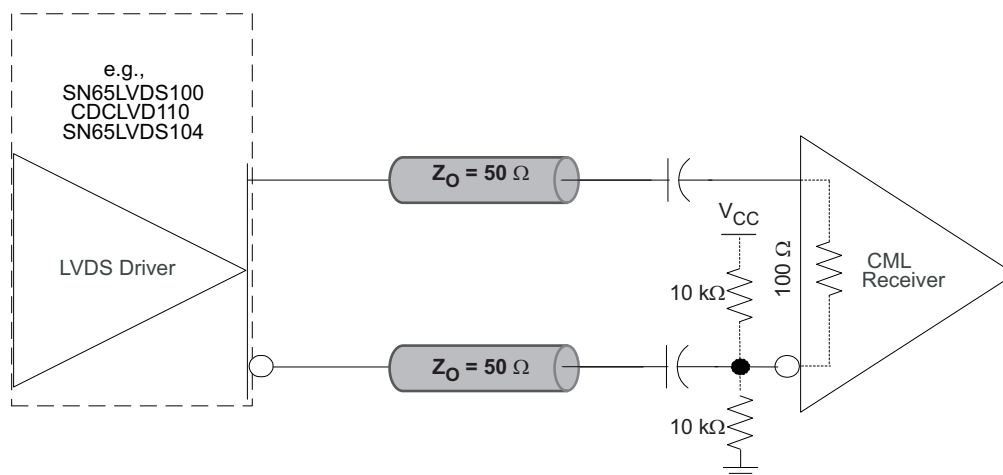 e.g.,
SN65LVDS100
CDCLVD110
SN65LVDS104
LVDS Driver
ZO = 50 Ω
ZO = 50 Ω
VCC
10 kΩ
10 kΩ
100 Ω
CML
Receiver